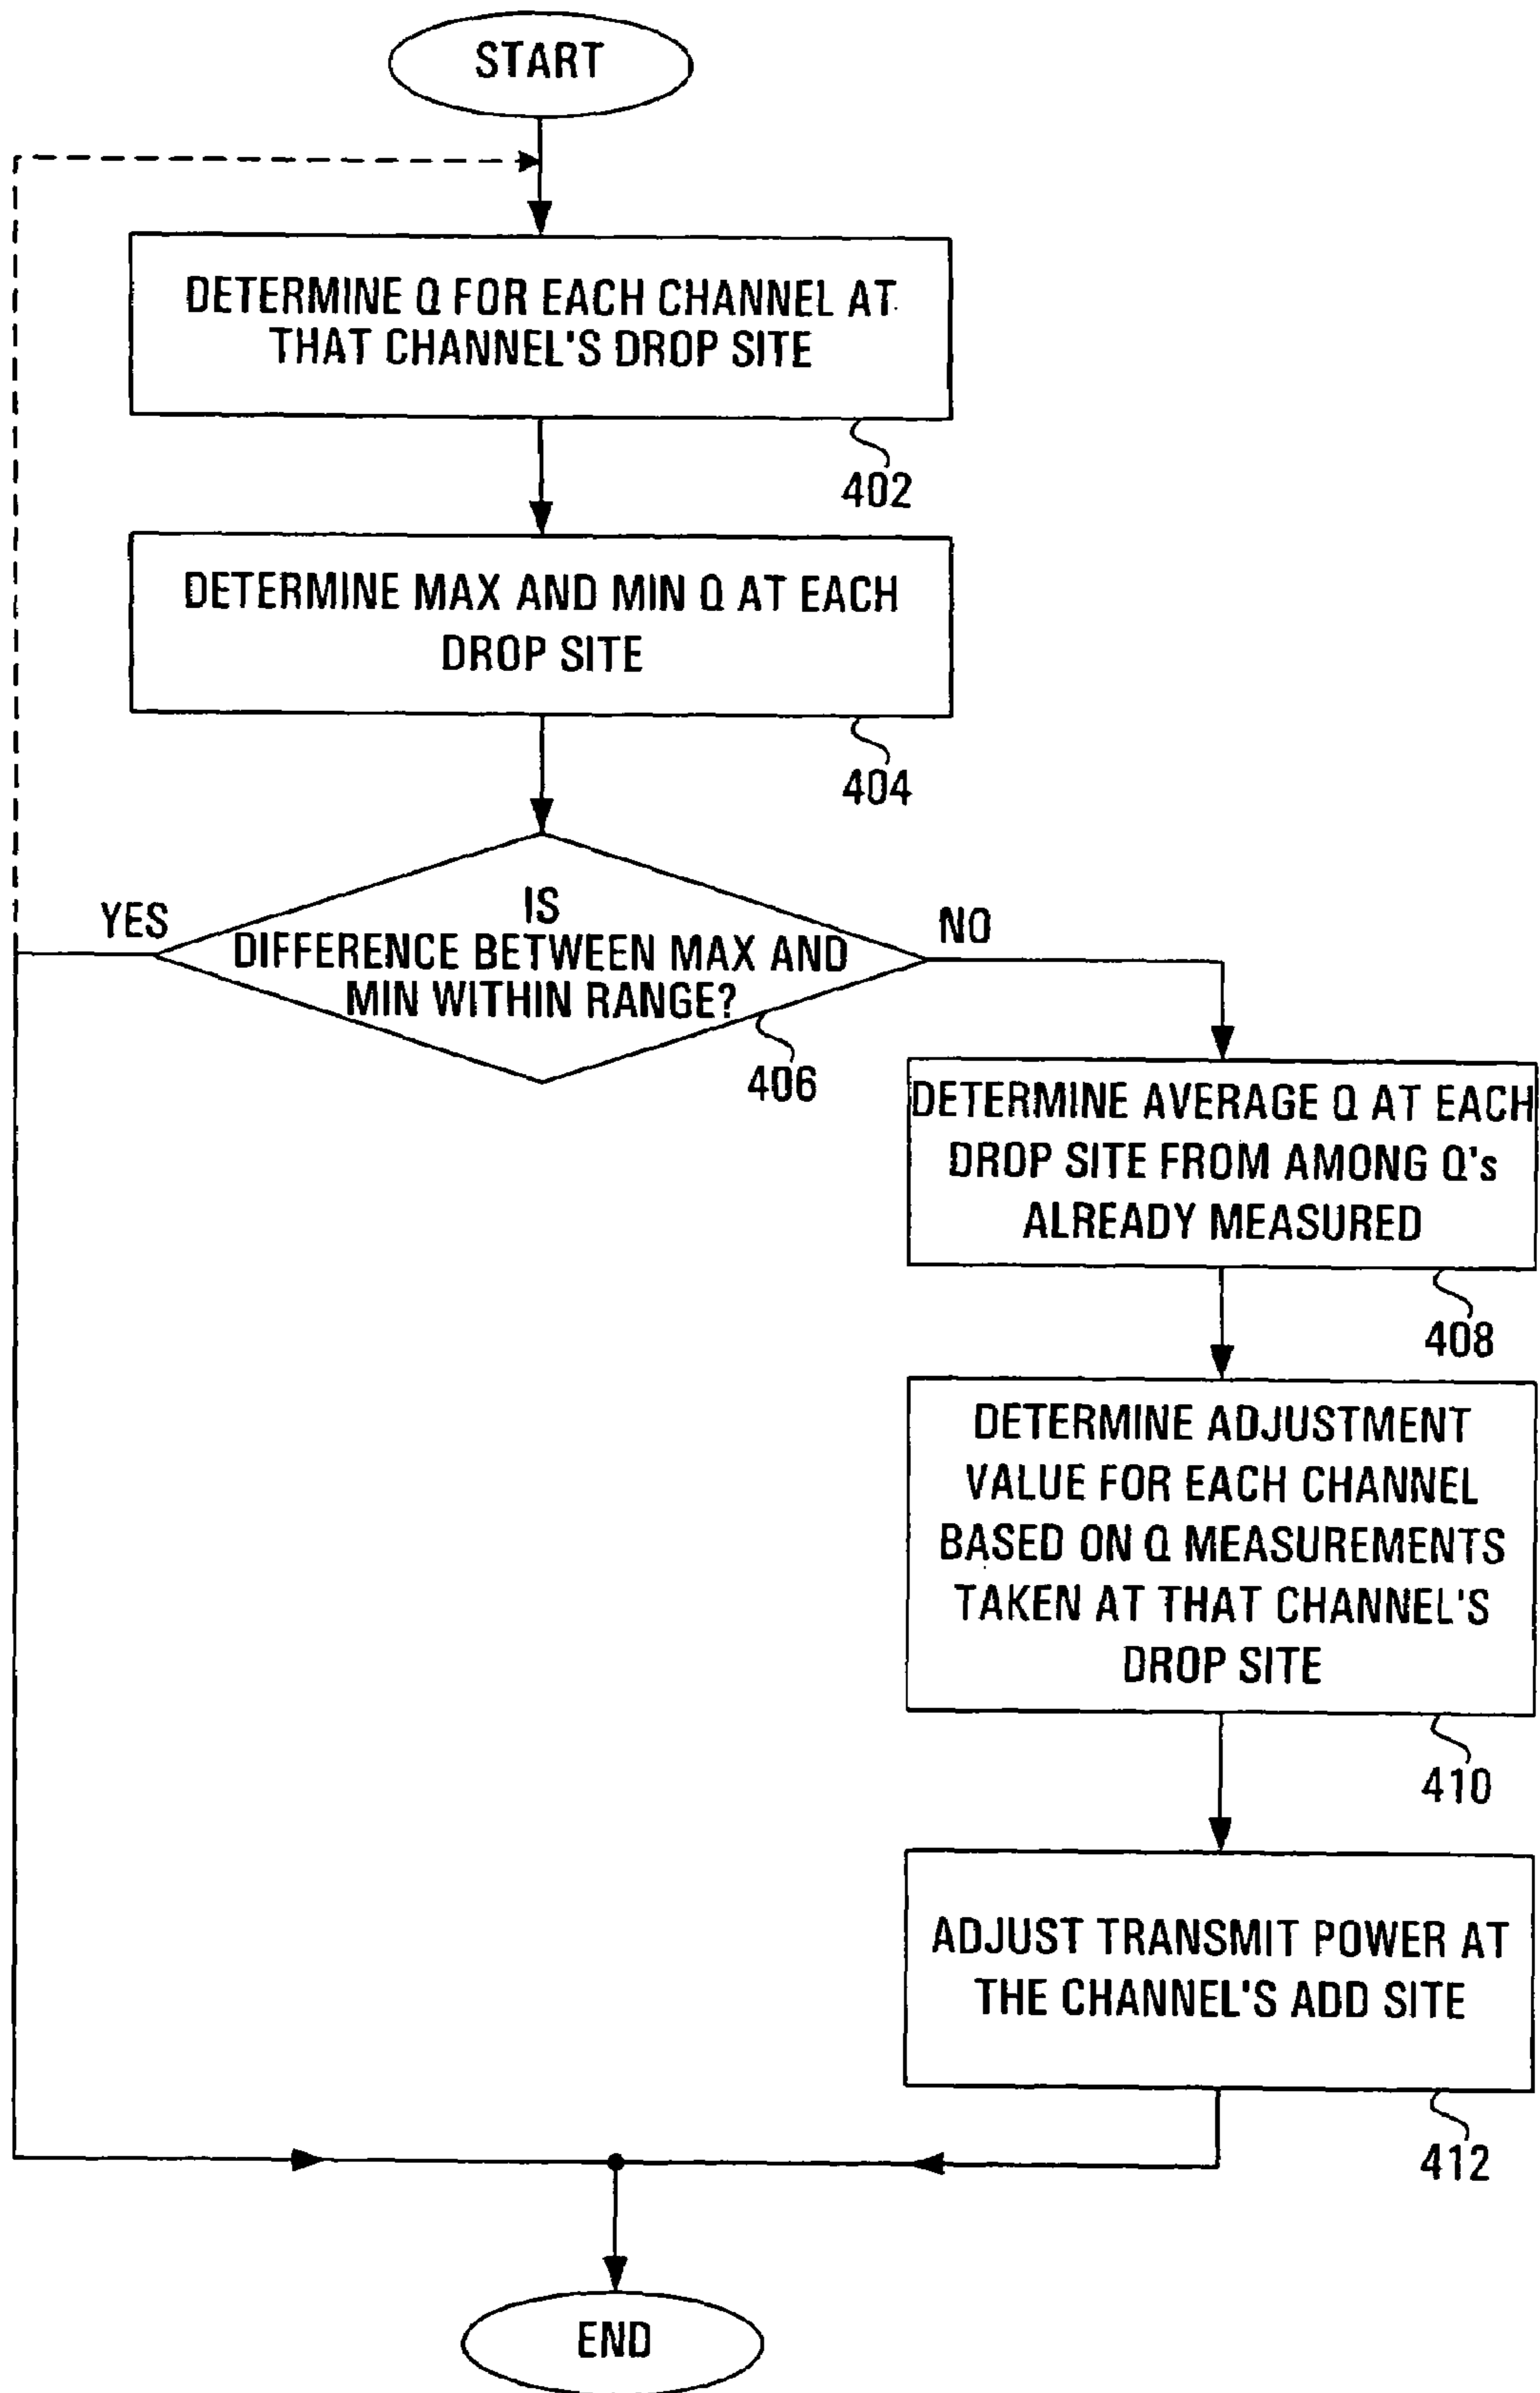 START
DETERMINE Q FOR EACH CHANNEL AT
THAT CHANNEL'S DROP SITE
402
DETERMINE MAX AND MIN Q AT EACH
DROP SITE
404
YES
IS
DIFFERENCE BETWEEN MAX AND
MIN WITHIN RANGE?
NO
406
DETERMINE AVERAGE Q AT EACH
DROP SITE FROM AMONG Q's
ALREADY MEASURED
408
DETERMINE ADJUSTMENT
VALUE FOR EACH CHANNEL
BASED ON Q MEASUREMENTS
TAKEN AT THAT CHANNEL'S
DROP SITE
410
ADJUST TRANSMIT POWER AT
THE CHANNEL'S ADD SITE
412
END